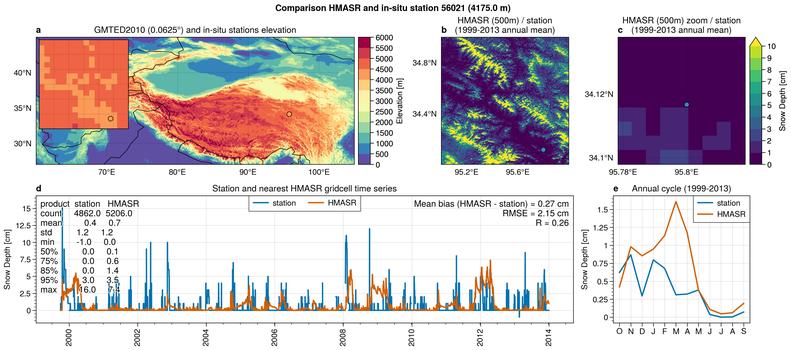 Comparison HMASR and in-situ station 56021 (4175.0 m)
a GMTED2010 (0.0625°) and in-situ stations elevation
40°N
35°N
30°N
70°E
80°E
90°E
100°E
6000
5500
5000
4500
4000
3500
3000
2500
2000
1500
1000
500
0
Elevation [m]
b HMASR (500m) / station
(1999-2013 annual mean)
34.8°N
34.4°N
95.2°E
95.6°E
c HMASR (500m) zoom / station
(1999-2013 annual mean)
34.12°N
34.1°N
95.78°E
95.8°E
10
9
8
7
6
5
4
3
2
1
0
Snow Depth [cm]
d Station and nearest HMASR gridcell time series
product station HMASR
count 4862.0 5206.0
mean 0.4 0.7
std 1.2 1.2
min -1.0 0.0
50% 0.0 0.1
75% 0.0 0.6
85% 0.0 1.4
95% 3.0
max 16.0
station
HMASR
Mean bias (HMASR - station) = 0.27 cm
RMSE = 2.15 cm
R = 0.26
Snow Depth [cm]
15
12.5
10
7.5
5
2.5
0
2000
2002
2004
2006
2008
2010
2012
2014
e Annual cycle (1999-2013)
station
HMASR
Snow Depth [cm]
1.5
1.25
1
0.75
0.5
0.25
0
O N D J F M A M J J A S